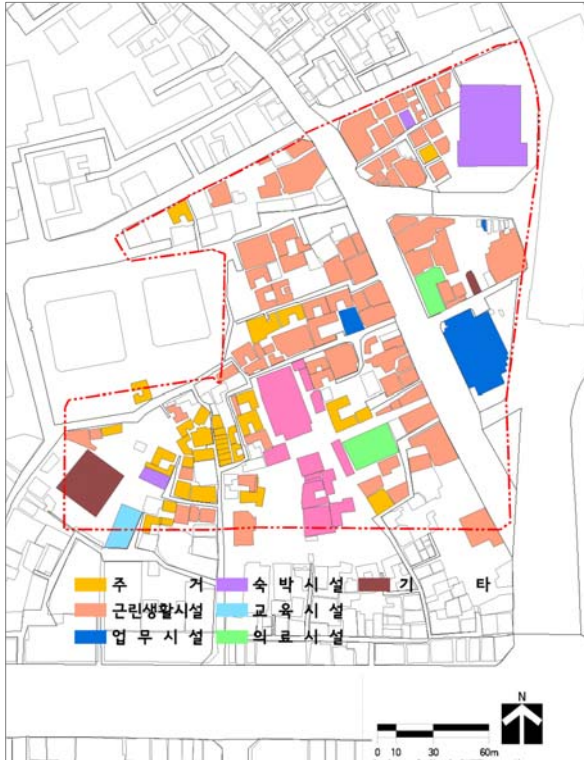 주 거 숙 박 시 설 기 타
근린생활시설 교 육 시 설
업 무 시 설 의 료 시 설
N
0 10 30 60m